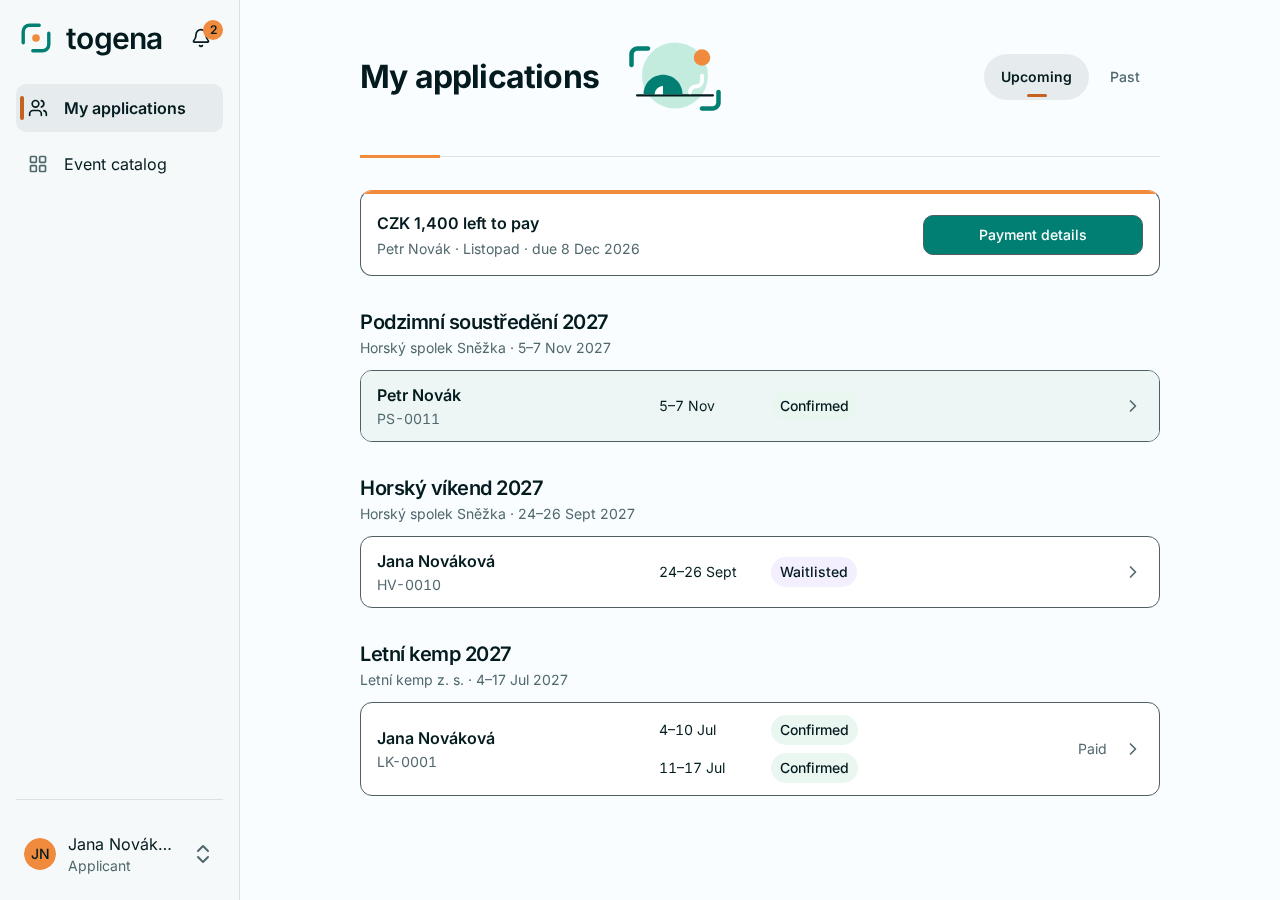 togena
2
My applications
Event catalog
My applications
Upcoming
Past
CZK 1,400 left to pay
Petr Novák · Listopad · due 8 Dec 2026
Payment details
Podzimní soustředění 2027
Horský spolek Sněžka · 5–7 Nov 2027
Petr Novák
PS-0011
5–7 Nov
Confirmed
Horský víkend 2027
Horský spolek Sněžka · 24–26 Sept 2027
Jana Nováková
HV-0010
24–26 Sept
Waitlisted
Letní kemp 2027
Letní kemp z. s. · 4–17 Jul 2027
Jana Nováková
LK-0001
4–10 Jul
Confirmed
11–17 Jul
Confirmed
Paid
JN
Jana Novák...
Applicant